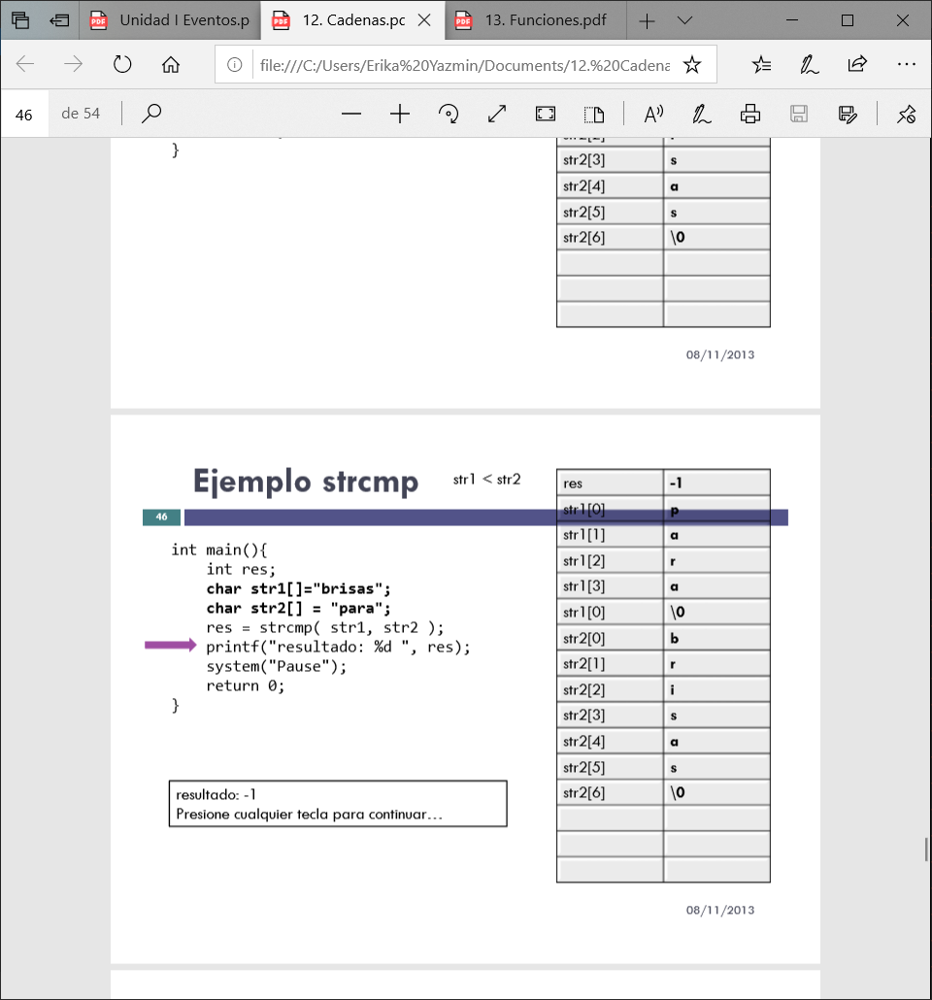 Unidad I Eventos.p
12. Cadenas.pc
13. Funciones.pdf
file:///C:/Users/Erika%20Yazmin/Documents/12.%20Cadena
46 de 54
}
str2[3] s
str2[4] a
str2[5] s
str2[6] \0
08/11/2013
Ejemplo strcmp
str1 < str2
46
int main(){
int res;
char str1[]="brisas";
char str2[] = "para";
res = strcmp( str1, str2 );
printf("resultado: %d ", res);
system("Pause");
return 0;
}
resultado: -1
Presione cualquier tecla para continuar...
res -1
str1[0] p
str1[1] a
str1[2] r
str1[3] a
str1[0] \0
str2[0] b
str2[1] r
str2[2] i
str2[3] s
str2[4] a
str2[5] s
str2[6] \0
08/11/2013